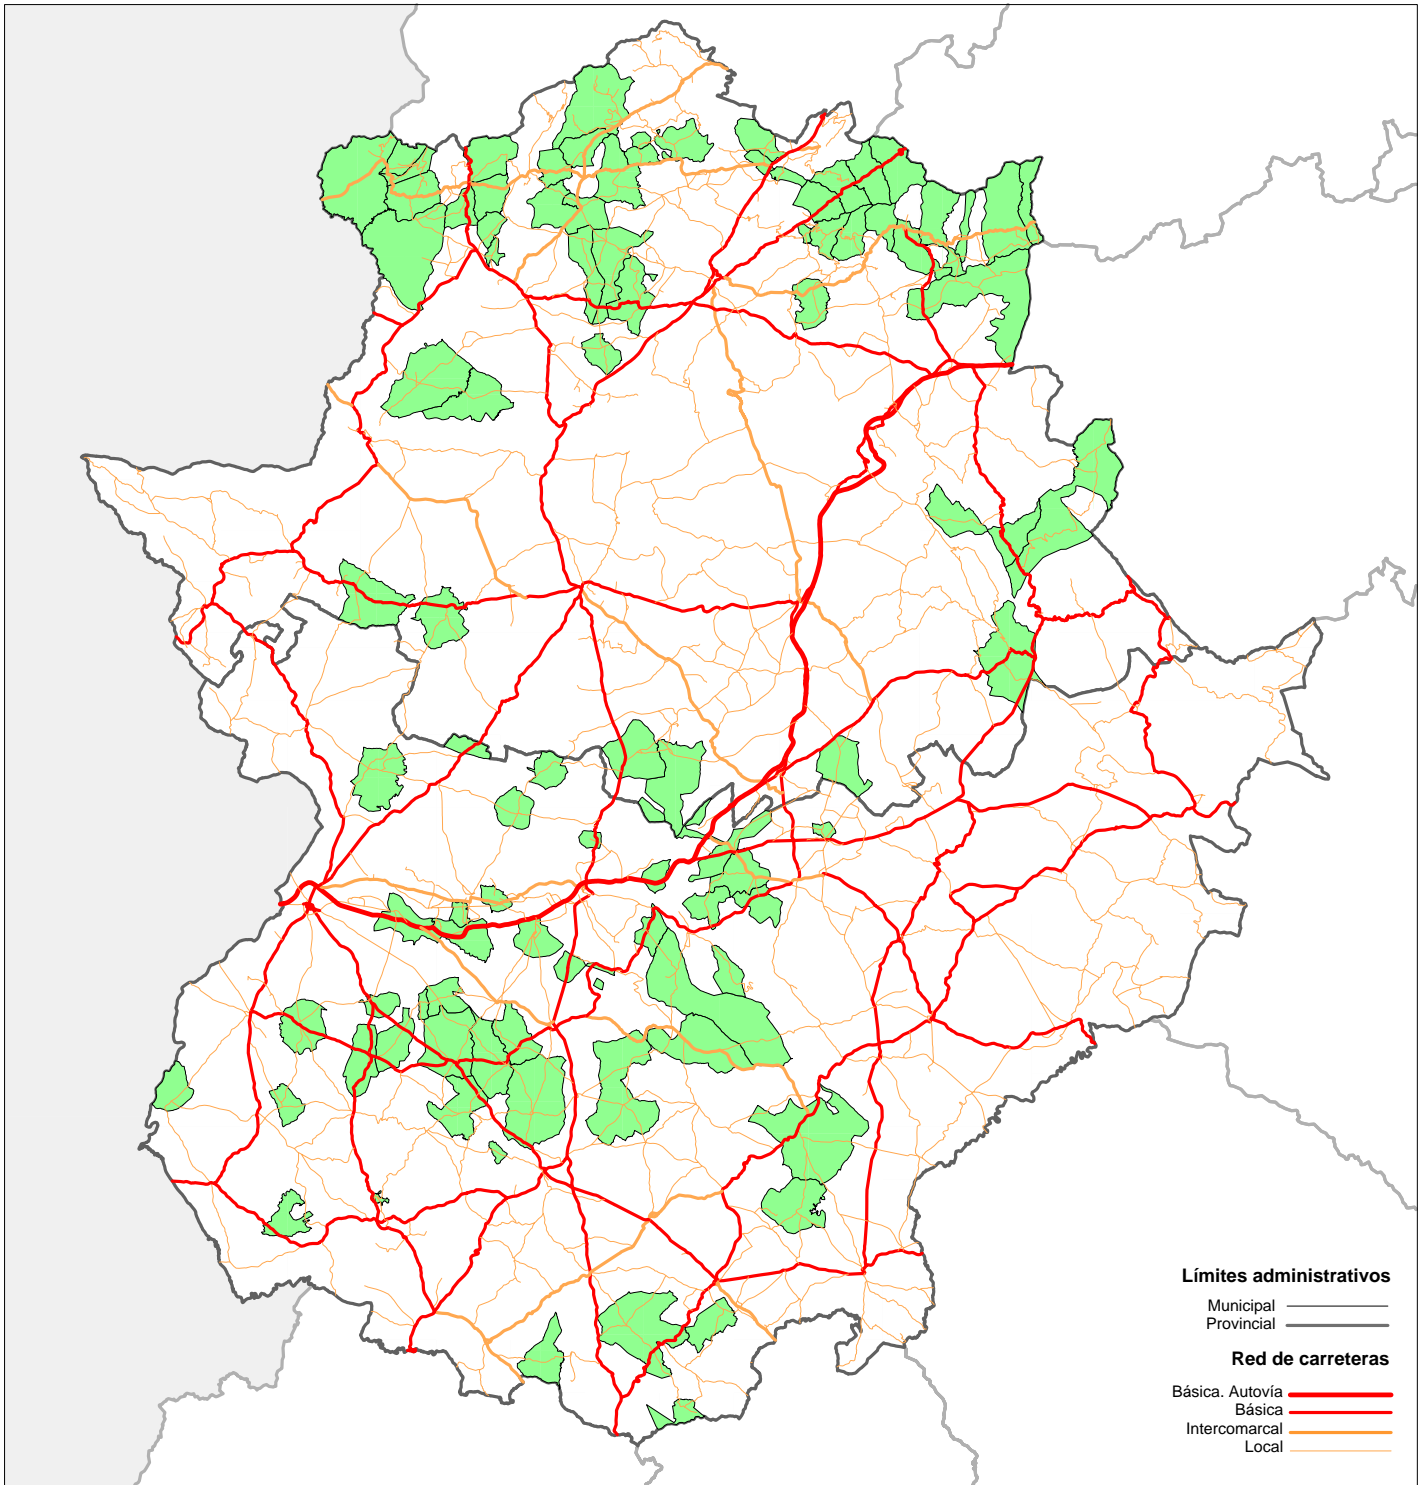 Límites administrativos
Municipal
Provincial
Red de carreteras
Básica. Autovía
Básica
Intercomarcal
Local